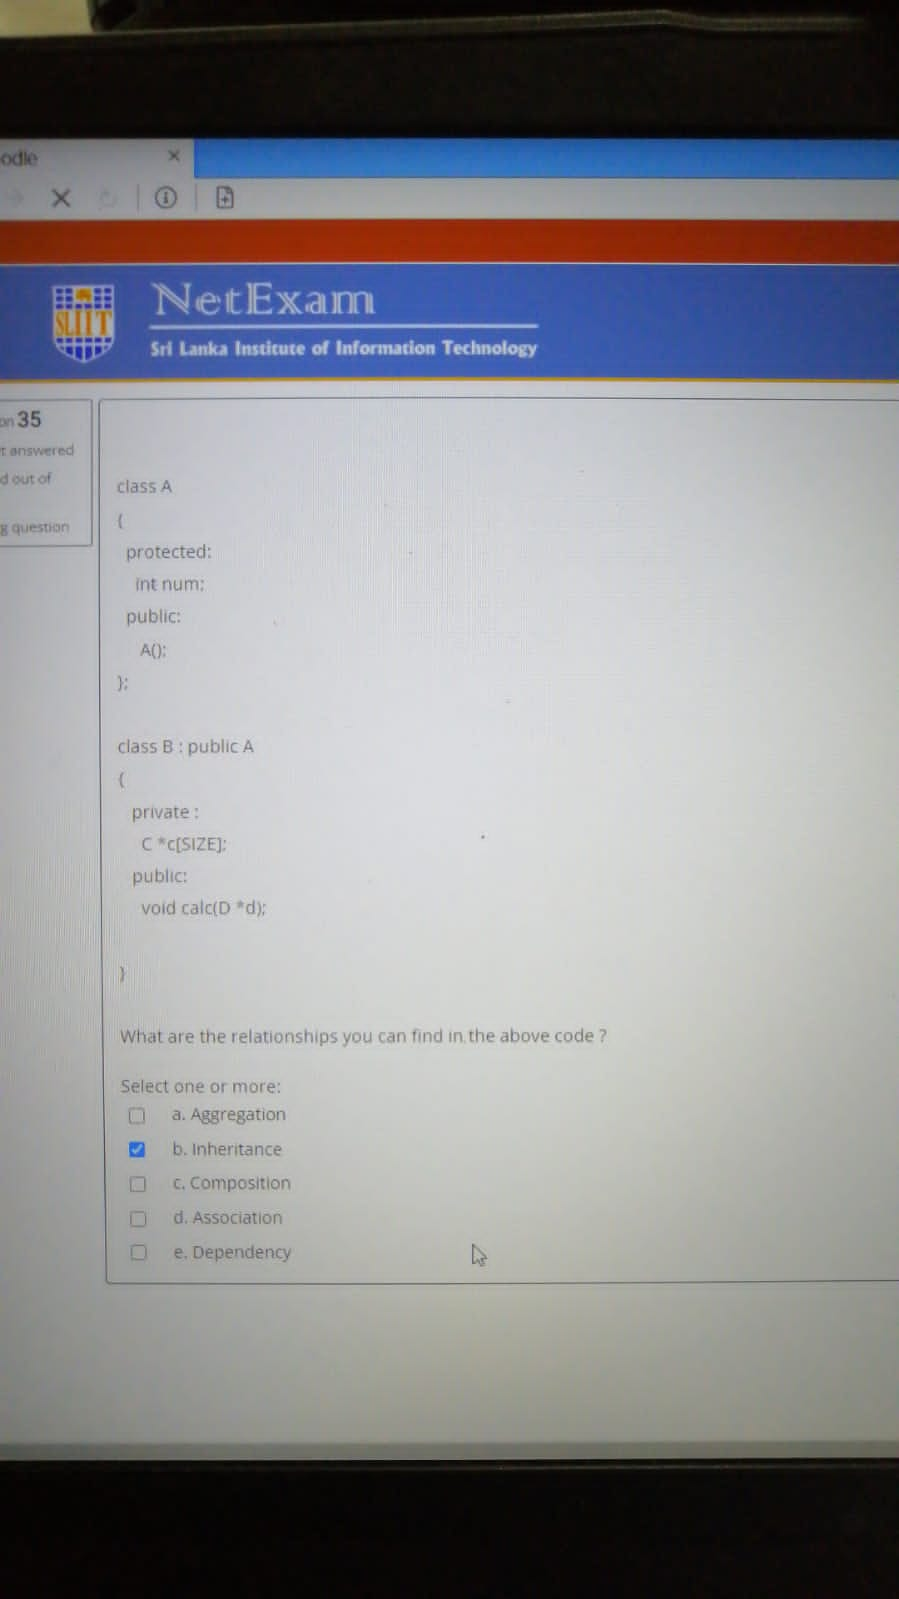 odle
NetExam
SLIIT
Sri Lanka Institute of Information Technology
on 35
t answered
d out of
g question
class A
{
protected:
int num;
public:
A();
};
class B : public A
{
private :
C *c[SIZE];
public:
void calc(D *d);
}
What are the relationships you can find in the above code ?
Select one or more:
a. Aggregation
b. Inheritance
c. Composition
d. Association
e. Dependency